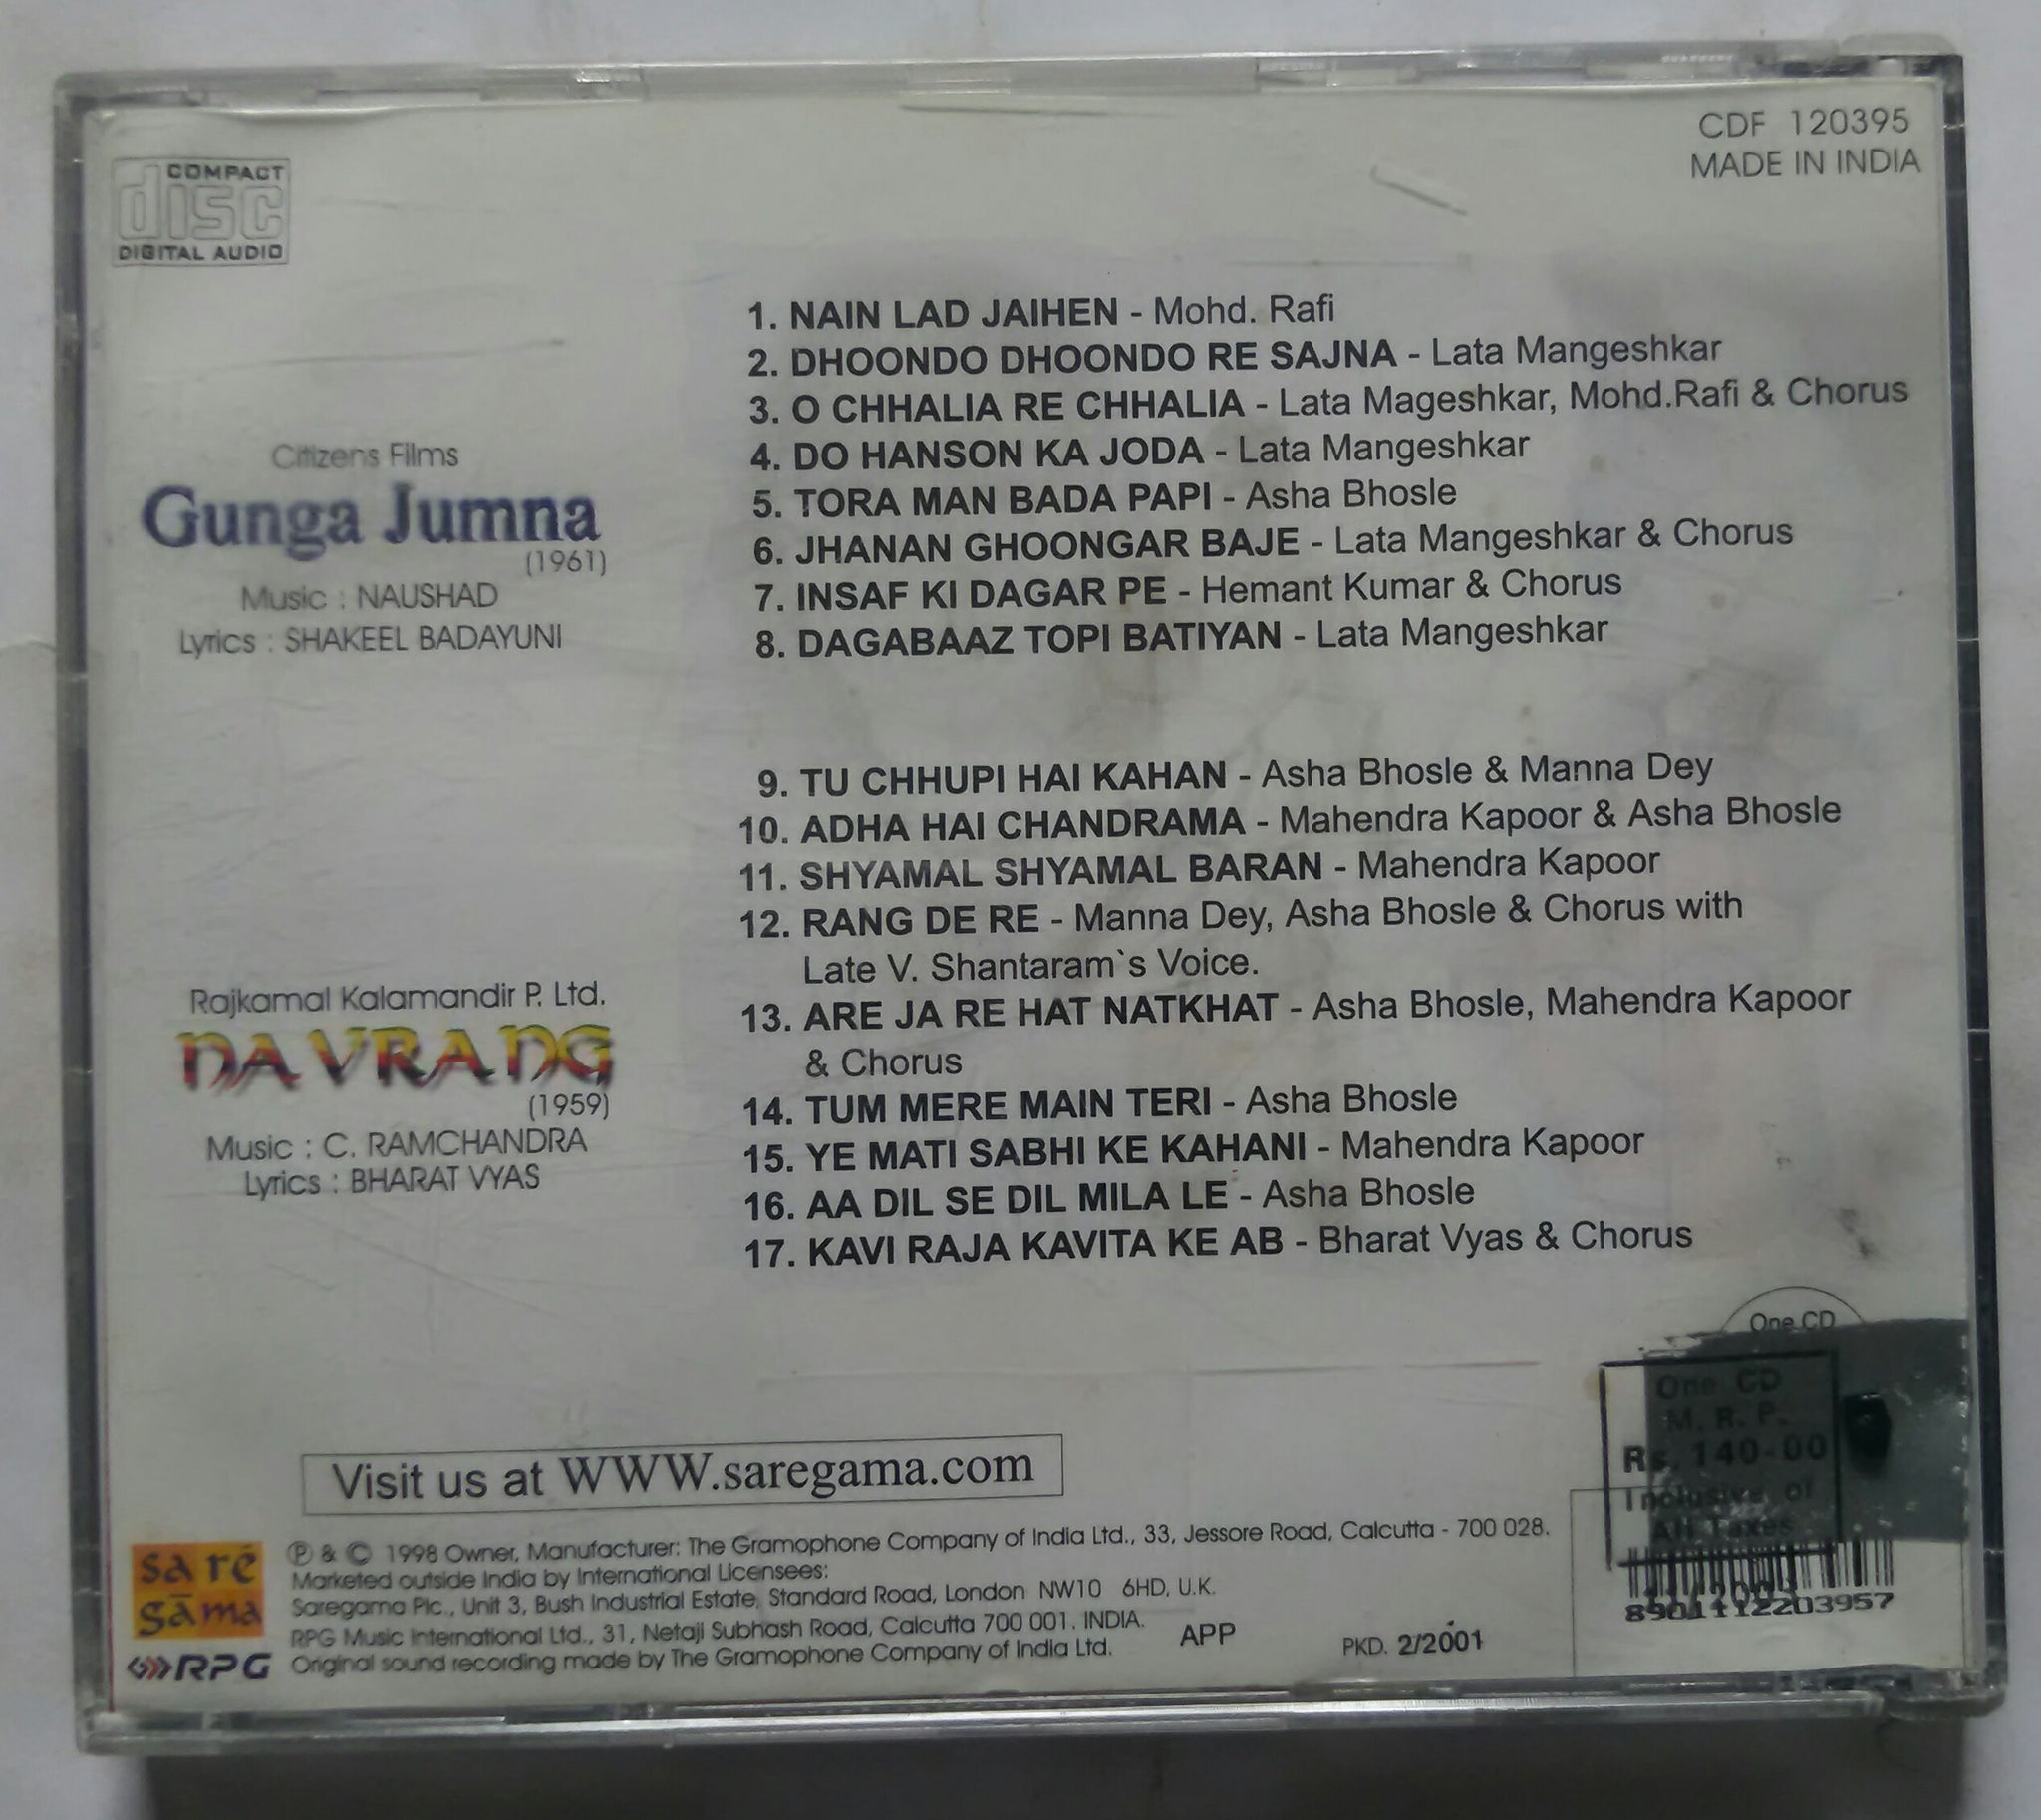 COMPACT
disc
DIGITAL AUDIO
CDF 120395
MADE IN INDIA
Citizens Films
Gunga Jumna
(1961)
Music : NAUSHAD
Lyrics : SHAKEEL BADAYUNI
1. NAIN LAD JAIHEN - Mohd. Rafi
2. DHOONDO DHOONDO RE SAJNA - Lata Mangeshkar
3. O CHHALIA RE CHHALIA - Lata Mageshkar, Mohd.Rafi & Chorus
4. DO HANSON KA JODA - Lata Mangeshkar
5. TORA MAN BADA PAPI - Asha Bhosle
6. JHANAN GHOONGAR BAJE - Lata Mangeshkar & Chorus
7. INSAF KI DAGAR PE - Hemant Kumar & Chorus
8. DAGABAAZ TOPI BATIYAN - Lata Mangeshkar
Rajkamal Kalamandir P. Ltd.
NAVRANG
(1959)
Music : C. RAMCHANDRA
Lyrics : BHARAT VYAS
9. TU CHHUPI HAI KAHAN - Asha Bhosle & Manna Dey
10. ADHA HAI CHANDRAMA - Mahendra Kapoor & Asha Bhosle
11. SHYAMAL SHYAMAL BARAN - Mahendra Kapoor
12. RANG DE RE - Manna Dey, Asha Bhosle & Chorus with
Late V. Shantaram`s Voice.
13. ARE JA RE HAT NATKHAT - Asha Bhosle, Mahendra Kapoor
& Chorus
14. TUM MERE MAIN TERI - Asha Bhosle
15. YE MATI SABHI KE KAHANI - Mahendra Kapoor
16. AA DIL SE DIL MILA LE - Asha Bhosle
17. KAVI RAJA KAVITA KE AB - Bharat Vyas & Chorus
One CD
One CD
M. R. P.
Rs. 140-00
Inclusive of
All Taxes
8901112203957
Visit us at WWW.saregama.com
sa rē
gāma
RPG
℗ & © 1998 Owner, Manufacturer: The Gramophone Company of India Ltd., 33, Jessore Road, Calcutta - 700 028.
Marketed outside India by International Licensees:
Saregama Plc., Unit 3, Bush Industrial Estate, Standard Road, London NW10 6HD, U.K.
RPG Music International Ltd., 31, Netaji Subhash Road, Calcutta 700 001. INDIA.
Original sound recording made by The Gramophone Company of India Ltd.
APP
PKD. 2/2001